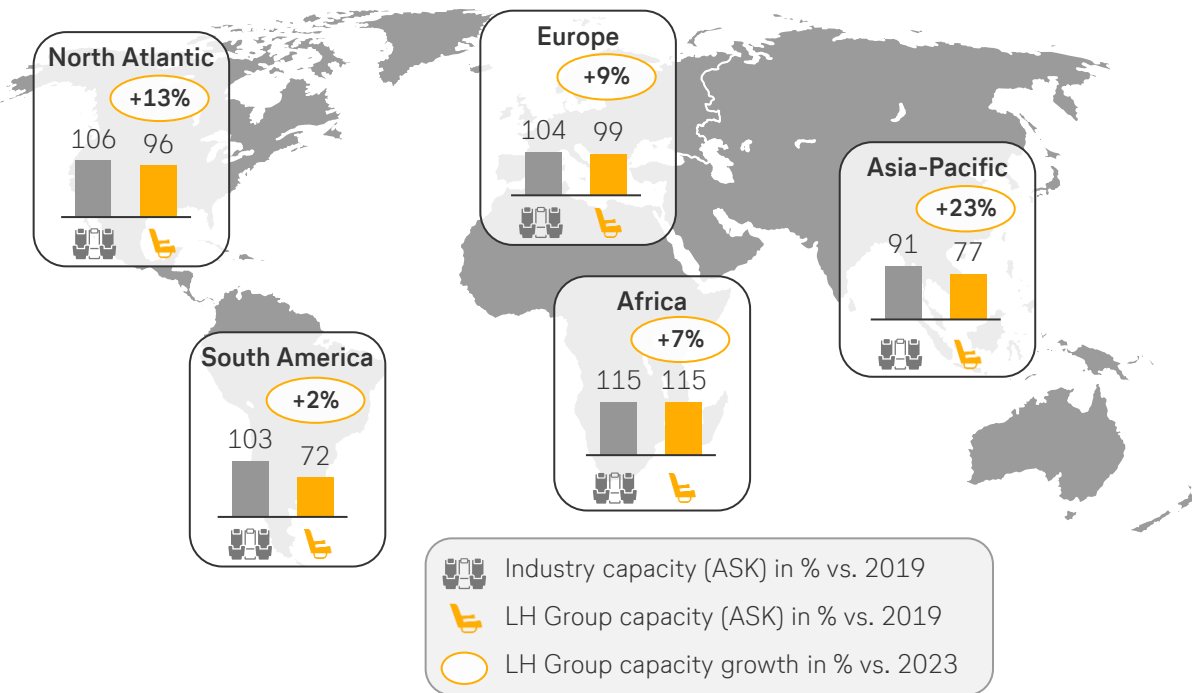 North Atlantic
+13%
106 96
Europe
+9%
104 99
Asia-Pacific
+23%
91 77
Africa
+7%
115 115
South America
+2%
103 72
Industry capacity (ASK) in % vs. 2019
LH Group capacity (ASK) in % vs. 2019
LH Group capacity growth in % vs. 2023